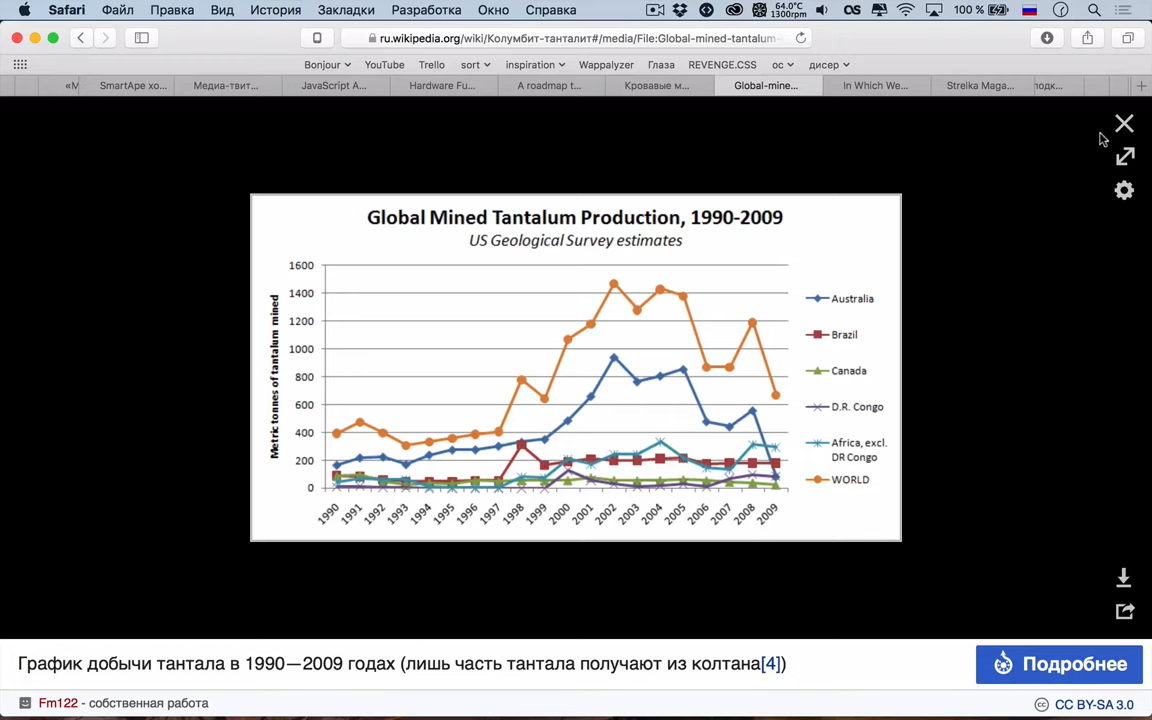 Safari Файл Правка Вид История Закладки Разработка Окно Справка 64.0°C 1300rpm 100 %
ru.wikipedia.org/wiki/Колумбит-танталит#/media/File:Global-mined-tantalum-
Bonjour YouTube Trello sort inspiration Wappalyzer Глаза REVENGE.CSS ос дисер
«М SmartApe хо... Медиа-твит... JavaScript A... Hardware Fu... A roadmap t... Кровавые м... Global-mine... In Which We... Strelka Maga... подк...
Global Mined Tantalum Production, 1990-2009
US Geological Survey estimates
Metric tonnes of tantalum mined
1600
1400
1200
1000
800
600
400
200
0
1990 1991 1992 1993 1994 1995 1996 1997 1998 1999 2000 2001 2002 2003 2004 2005 2006 2007 2008 2009
Australia
Brazil
Canada
D.R. Congo
Africa, excl.
DR Congo
WORLD
График добычи тантала в 1990—2009 годах (лишь часть тантала получают из колтана[4])
Подробнее
Fm122 - собственная работа
CC BY-SA 3.0